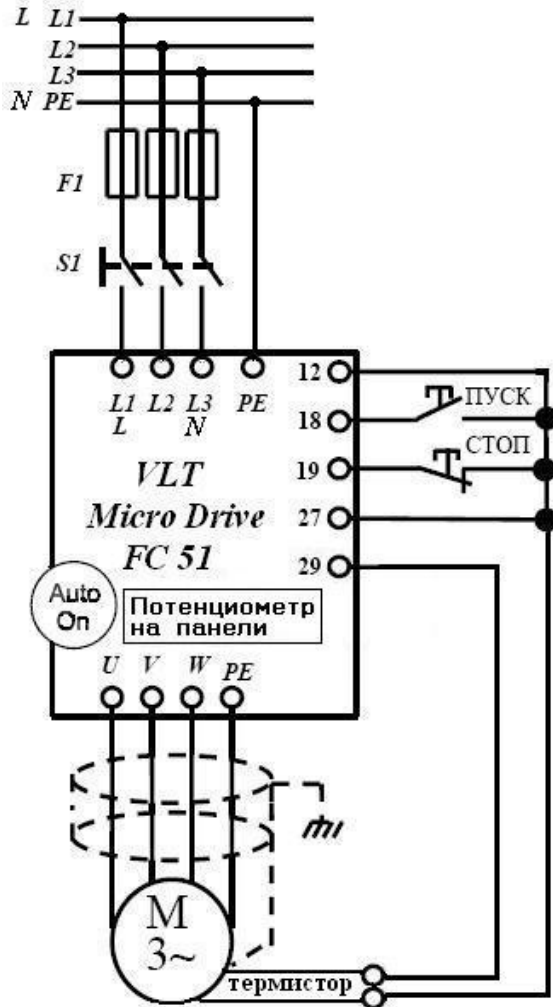 L L1
L2
L3
N PE
F1
S1
12
L1 L2 L3 PE
L N
ПУСК
18
СТОП
19
VLT
Micro Drive
FC 51
27
29
Auto
On
Потенциометр
на панели
U V W PE
M
3~
термистор